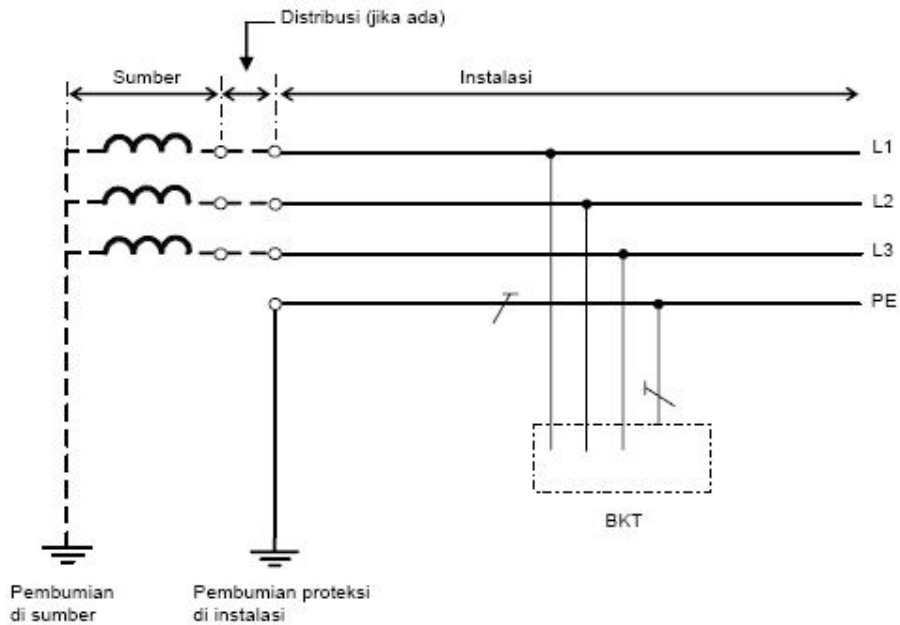 Distribusi (jika ada)
Sumber
Instalasi
L1
L2
L3
PE
BKT
Pembumian
di sumber
Pembumian proteksi
di instalasi